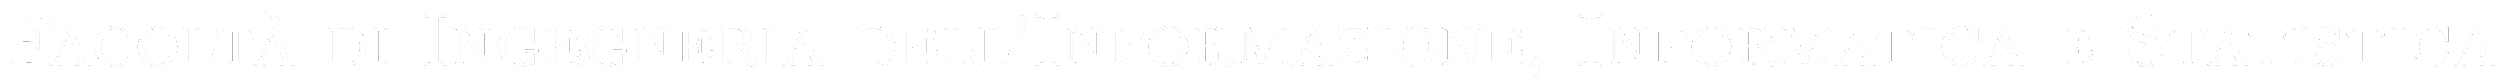 Facoltà di Ingegneria dell'Informazione, Informatica e Statistica